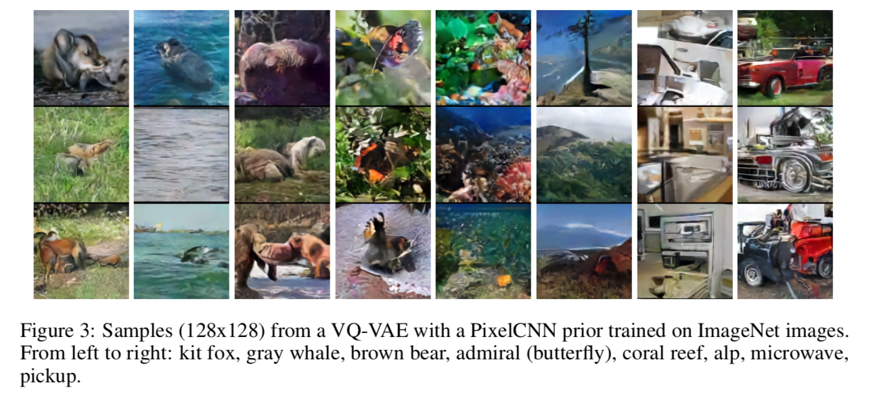 Figure 3: Samples (128x128) from a VQ-VAE with a PixelCNN prior trained on ImageNet images.
From left to right: kit fox, gray whale, brown bear, admiral (butterfly), coral reef, alp, microwave,
pickup.